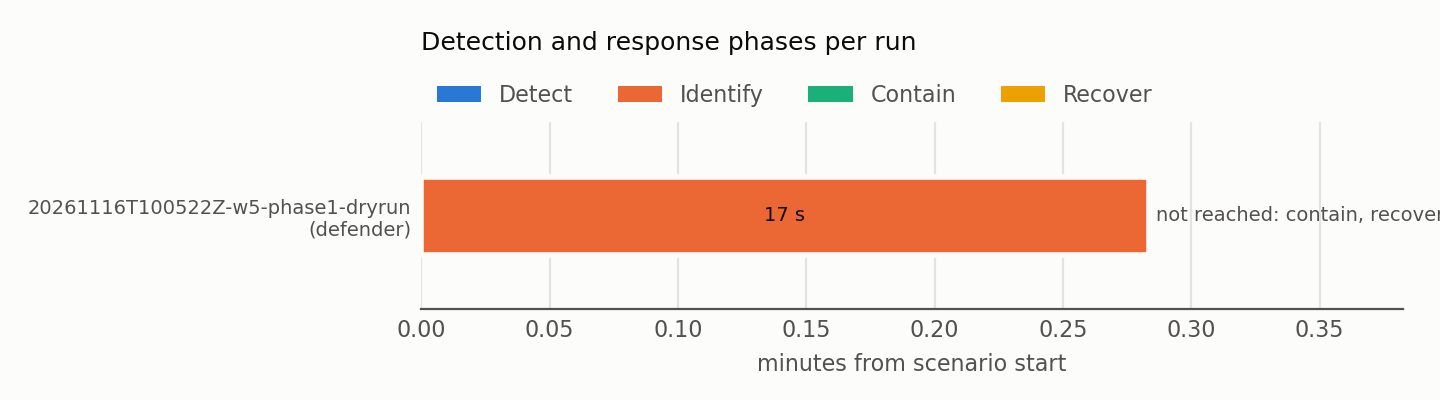 Detection and response phases per run
Detect Identify Contain Recover
20261116T100522Z-w5-phase1-dryrun
(defender)
17 s
not reached: contain, recover
0.00 0.05 0.10 0.15 0.20 0.25 0.30 0.35
minutes from scenario start